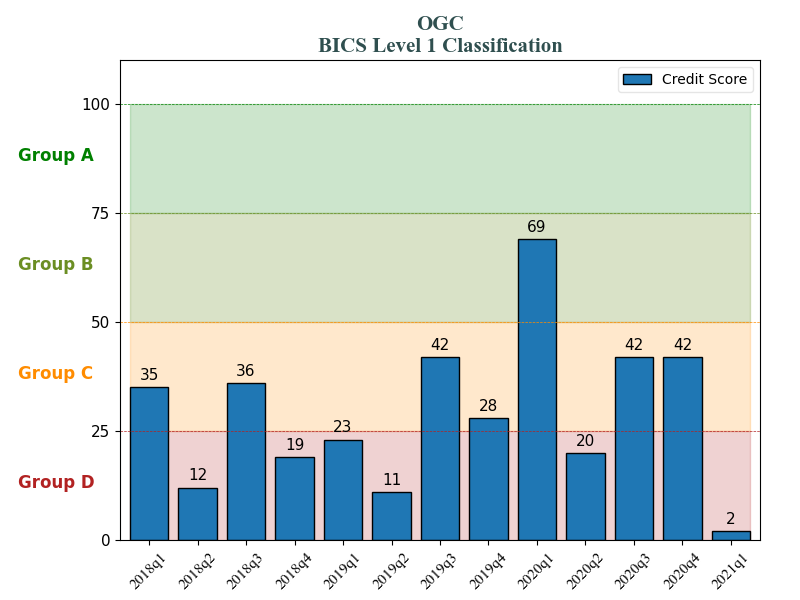 OGC
BICS Level 1 Classification
Credit Score
100
Group A
75
69
Group B
50
42
42
42
36
35
Group C
28
25
23
20
19
12
11
Group D
2
0
2018q1
2018q2
2018q3
2018q4
2019q1
2019q2
2019q3
2019q4
2020q1
2020q2
2020q3
2020q4
2021q1